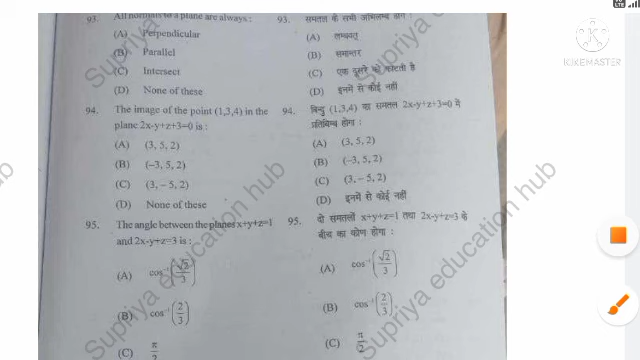 93. All normals to a plane are always :
(A) Perpendicular
(B) Parallel
(C) Intersect
(D) None of these
94. The image of the point (1,3,4) in the
plane 2x-y+z+3=0 is :
(A) (3, 5, 2)
(B) (−3, 5, 2)
(C) (3, − 5, 2)
(D) None of these
95. The angle between the planes x+y+z=1
and 2x-y+z=3 is :
(A) cos⁻¹(√2/3)
(B) cos⁻¹(2/3)
(C) π/2
93. समतल के सभी अभिलम्ब होंगे :
(A) लम्बवत्
(B) समान्तर
(C) एक दूसरे को काटती है
(D) इनमें से कोई नहीं
94. बिन्दु (1,3,4) का समतल 2x-y+z+3=0 में
प्रतिबिम्ब होगा :
(A) (3, 5, 2)
(B) (−3, 5, 2)
(C) (3, − 5, 2)
(D) इनमें से कोई नहीं
95. दो समतलों x+y+z=1 तथा 2x-y+z=3 के
बीच का कोण होगा :
(A) cos⁻¹(√2/3)
(B) cos⁻¹(2/3)
(C) π/2
Supriya education hub
Supriya education hub
KINEMASTER